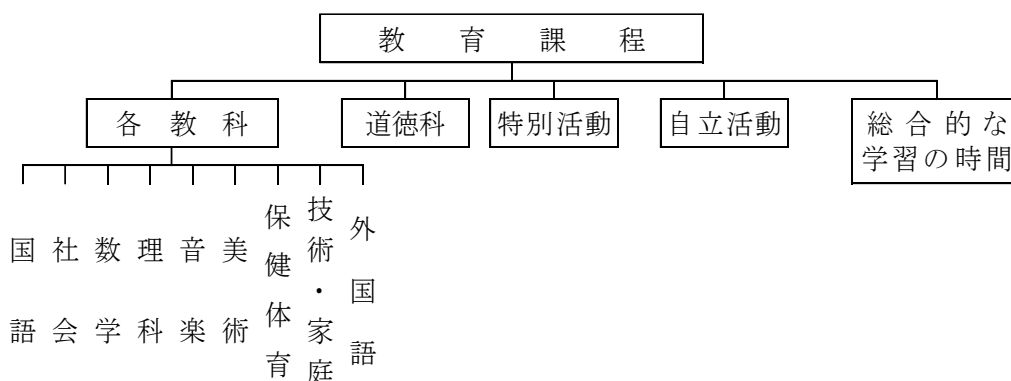 教育課程
各教科
道徳科
特別活動
自立活動
総合的な
学習の時間
国語
社会
数学
理科
音楽
美術
保健体育
技術・家庭
外国語